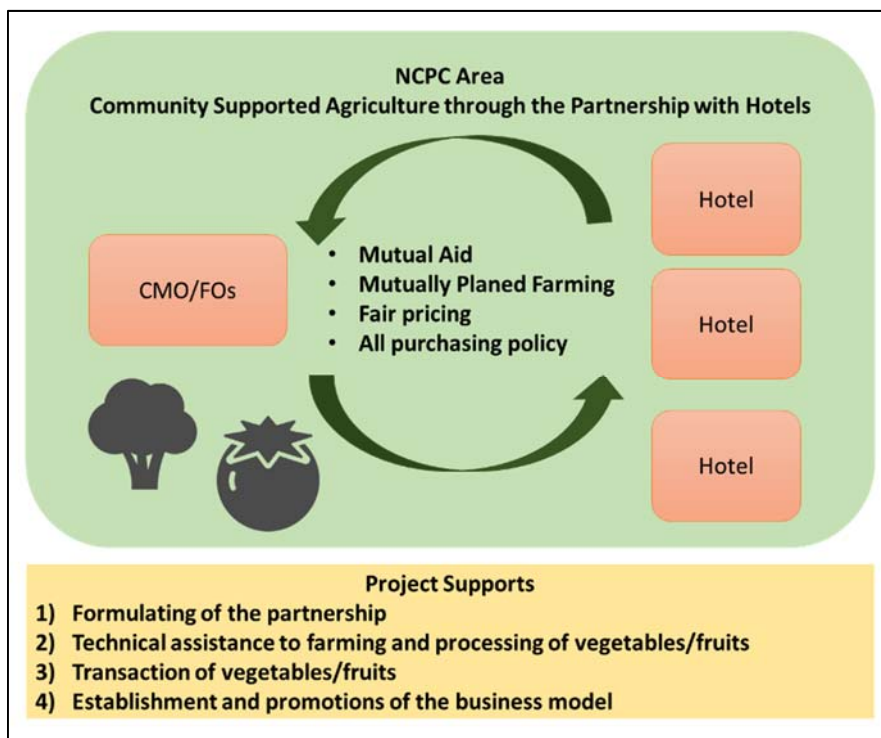 NCPC Area
Community Supported Agriculture through the Partnership with Hotels
CMO/FOs
• Mutual Aid
• Mutually Planed Farming
• Fair pricing
• All purchasing policy
Hotel
Hotel
Hotel
Project Supports
1) Formulating of the partnership
2) Technical assistance to farming and processing of vegetables/fruits
3) Transaction of vegetables/fruits
4) Establishment and promotions of the business model